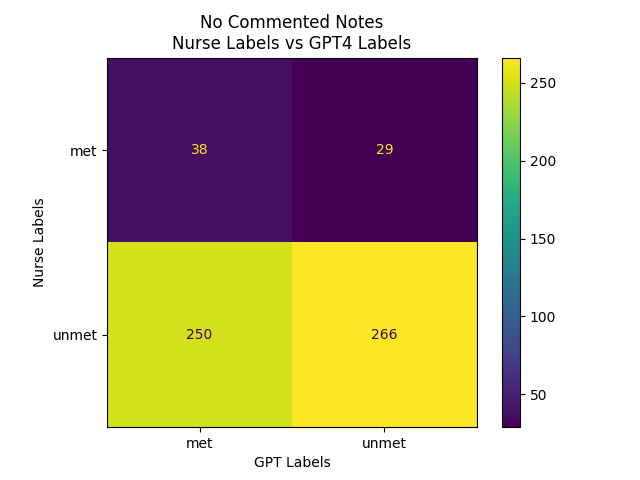 No Commented Notes
Nurse Labels vs GPT4 Labels
met
38
29
unmet
250
266
met
unmet
GPT Labels
Nurse Labels
250
200
150
100
50